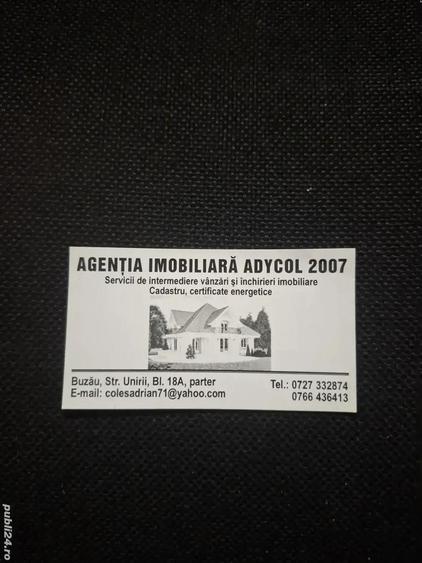 AGENȚIA IMOBILIARĂ ADYCOL 2007
Servicii de intermediere vânzări și închirieri imobiliare
Cadastru, certificate energetice
Buzău, Str. Unirii, Bl. 18A, parter
E-mail: colesadrian71@yahoo.com
Tel.: 0727 332874
0766 436413
publi24.ro